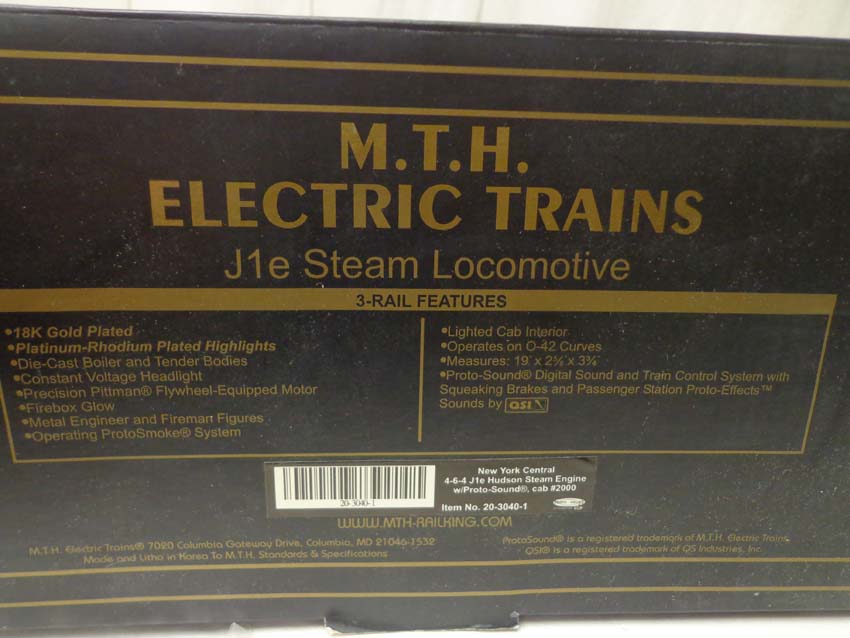 M.T.H.
ELECTRIC TRAINS
J1e Steam Locomotive
3-RAIL FEATURES
•18K Gold Plated
•Platinum-Rhodium Plated Highlights
•Die-Cast Boiler and Tender Bodies
•Constant Voltage Headlight
•Precision Pittman® Flywheel-Equipped Motor
•Firebox Glow
•Metal Engineer and Fireman Figures
•Operating ProtoSmoke® System
•Lighted Cab Interior
•Operates on O-42 Curves
•Measures: 19" x 2⅝" x 3¾"
•Proto-Sound® Digital Sound and Train Control System with
Squeaking Brakes and Passenger Station Proto-Effects™
Sounds by QSI
20-3040-1
New York Central
4-6-4 J1e Hudson Steam Engine
w/Proto-Sound®, cab #2000
Item No. 20-3040-1
WWW.MTH-RAILKING.COM
M.T.H. Electric Trains® 7020 Columbia Gateway Drive, Columbia, MD 21046-1532
Made and Litho in Korea To M.T.H. Standards & Specifications
ProtoSound® is a registered trademark of M.T.H. Electric Trains.
QSI® is a registered trademark of QS Industries, Inc.